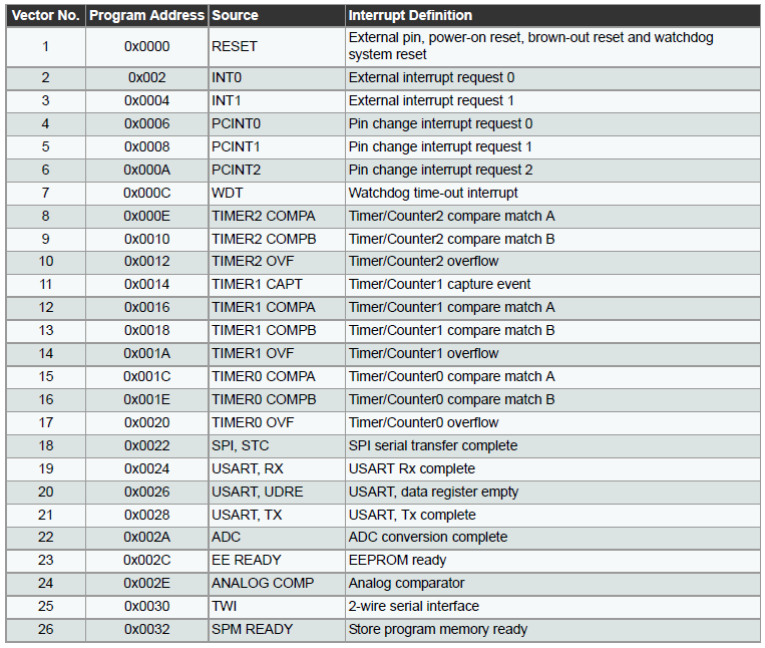 Vector No. Program Address Source Interrupt Definition
1 0x0000 RESET External pin, power-on reset, brown-out reset and watchdog
system reset
2 0x002 INT0 External interrupt request 0
3 0x0004 INT1 External interrupt request 1
4 0x0006 PCINT0 Pin change interrupt request 0
5 0x0008 PCINT1 Pin change interrupt request 1
6 0x000A PCINT2 Pin change interrupt request 2
7 0x000C WDT Watchdog time-out interrupt
8 0x000E TIMER2 COMPA Timer/Counter2 compare match A
9 0x0010 TIMER2 COMPB Timer/Counter2 compare match B
10 0x0012 TIMER2 OVF Timer/Counter2 overflow
11 0x0014 TIMER1 CAPT Timer/Counter1 capture event
12 0x0016 TIMER1 COMPA Timer/Counter1 compare match A
13 0x0018 TIMER1 COMPB Timer/Counter1 compare match B
14 0x001A TIMER1 OVF Timer/Counter1 overflow
15 0x001C TIMER0 COMPA Timer/Counter0 compare match A
16 0x001E TIMER0 COMPB Timer/Counter0 compare match B
17 0x0020 TIMER0 OVF Timer/Counter0 overflow
18 0x0022 SPI, STC SPI serial transfer complete
19 0x0024 USART, RX USART Rx complete
20 0x0026 USART, UDRE USART, data register empty
21 0x0028 USART, TX USART, Tx complete
22 0x002A ADC ADC conversion complete
23 0x002C EE READY EEPROM ready
24 0x002E ANALOG COMP Analog comparator
25 0x0030 TWI 2-wire serial interface
26 0x0032 SPM READY Store program memory ready